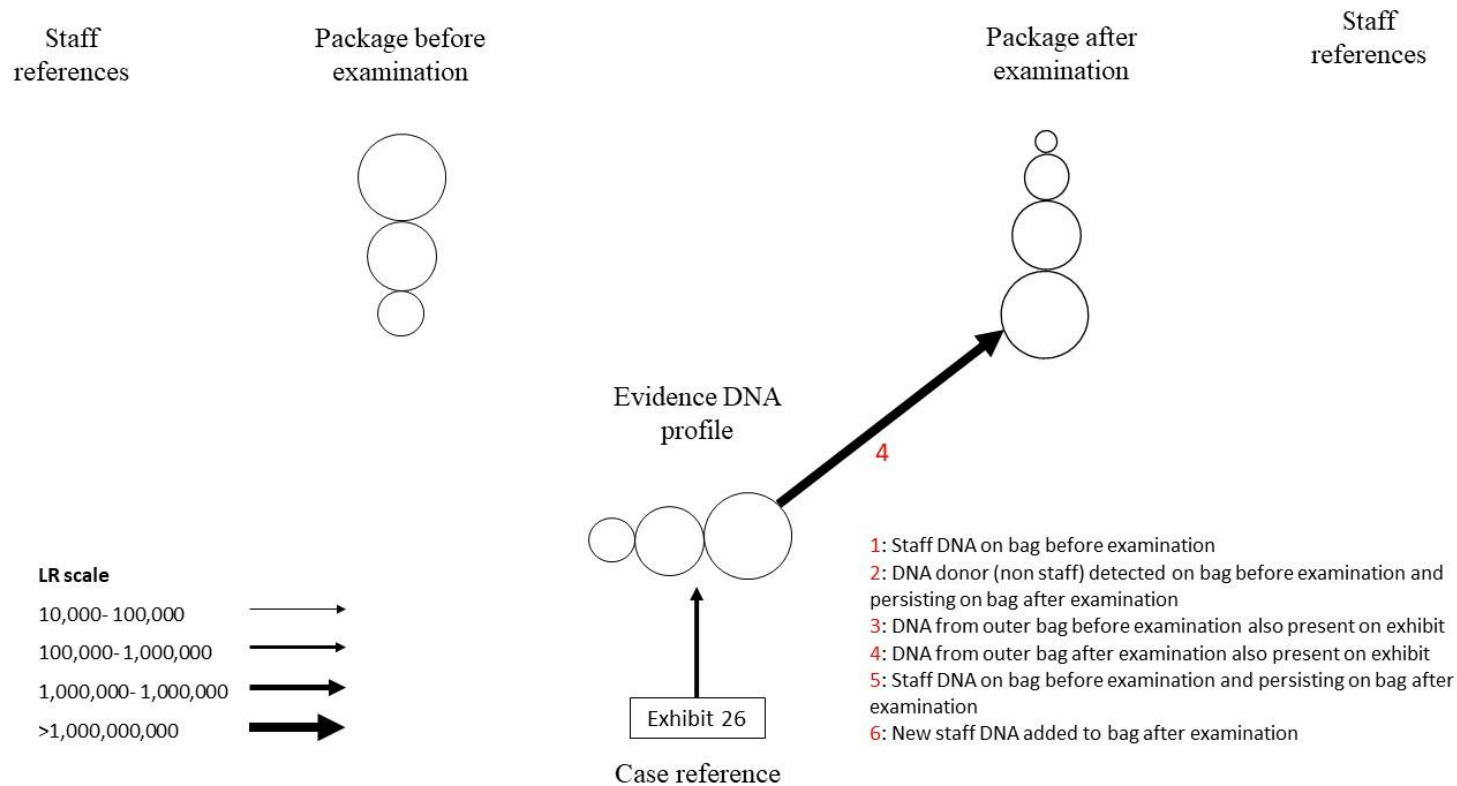 Staff
references
Package before
examination
Package after
examination
Staff
references
Evidence DNA
profile
4
LR scale
10,000- 100,000
100,000- 1,000,000
1,000,000- 1,000,000
>1,000,000,000
Exhibit 26
Case reference
1: Staff DNA on bag before examination
2: DNA donor (non staff) detected on bag before examination and
persisting on bag after examination
3: DNA from outer bag before examination also present on exhibit
4: DNA from outer bag after examination also present on exhibit
5: Staff DNA on bag before examination and persisting on bag after
examination
6: New staff DNA added to bag after examination